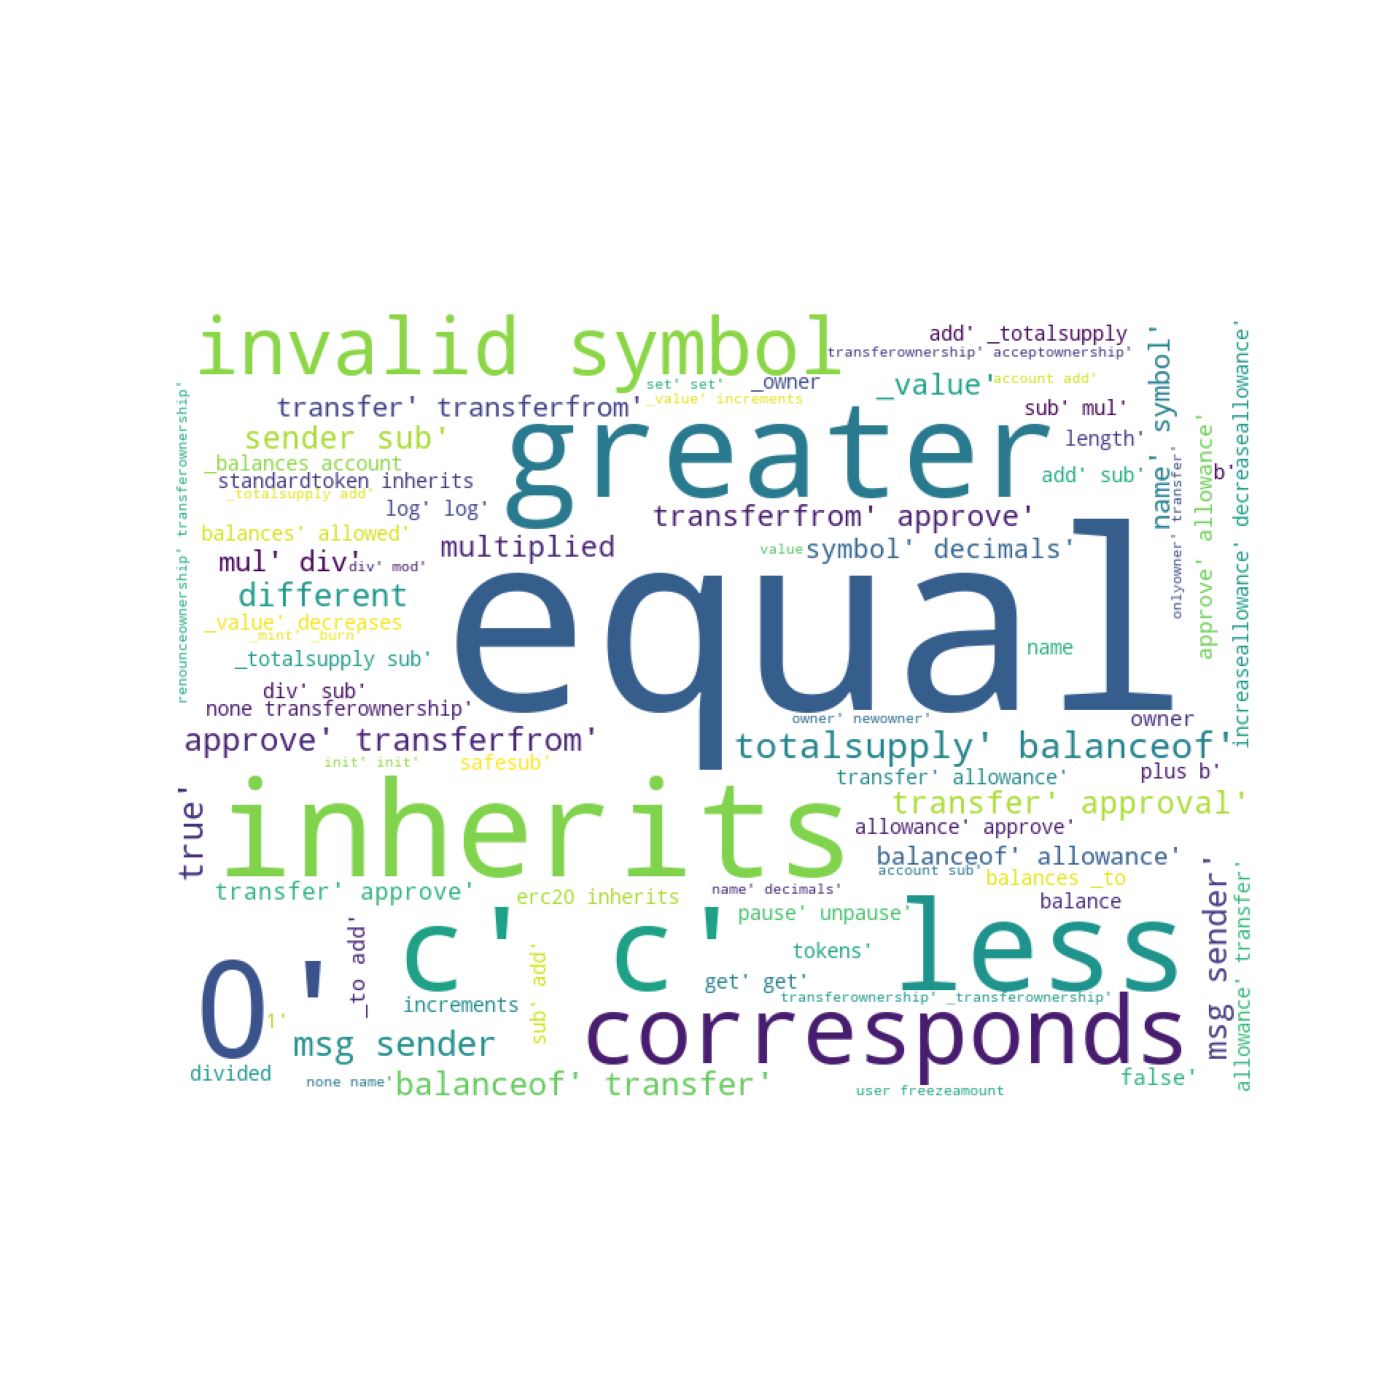 invalid symbol
add' _totalsupply
transferownership' acceptownership'
name' symbol'
increaseallowance' decreaseallowance'
renounceownership' transferownership'
set' set'
_owner
_value'
account add'
transfer' transferfrom'
_value' increments
sub' mul'
sender sub'
greater
length'
approve' allowance'
onlyowner' transfer'
b'
_balances account
standardtoken inherits
add' sub'
_totalsupply add'
log' log'
transferfrom' approve'
balances' allowed'
multiplied
value
symbol' decimals'
mul' div'
div' mod'
different
equal
_value' decreases
_mint' _burn'
name
_totalsupply sub'
div' sub'
none transferownership'
owner' newowner'
owner
approve' transferfrom'
totalsupply' balanceof'
init' init'
safesub'
transfer' allowance'
plus b'
true'
inherits
transfer' approval'
allowance' approve'
balanceof' allowance'
account sub'
balances _to
msg sender'
allowance' transfer'
transfer' approve'
erc20 inherits
name' decimals'
balance
c' c'
pause' unpause'
less
_to add'
sub' add'
tokens'
0'
get' get'
increments
transferownership' _transferownership'
1'
msg sender
corresponds
divided
none name'
balanceof' transfer'
false'
user freezeamount